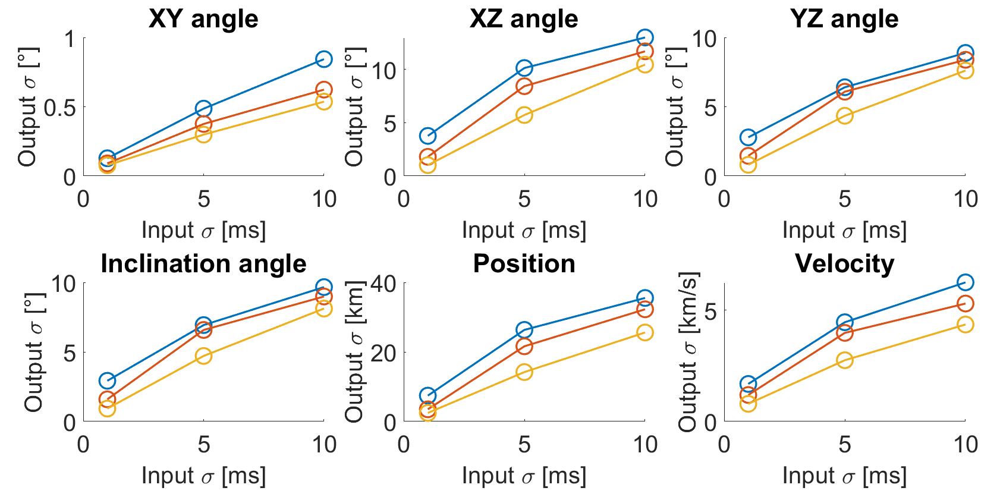 XY angle
1
0.5
0
Output σ [°]
0 5 10
Input σ [ms]
XZ angle
10
5
0
Output σ [°]
0 5 10
Input σ [ms]
YZ angle
10
5
0
Output σ [°]
0 5 10
Input σ [ms]
Inclination angle
10
5
0
Output σ [°]
0 5 10
Input σ [ms]
Position
40
20
0
Output σ [km]
0 5 10
Input σ [ms]
Velocity
5
0
Output σ [km/s]
0 5 10
Input σ [ms]